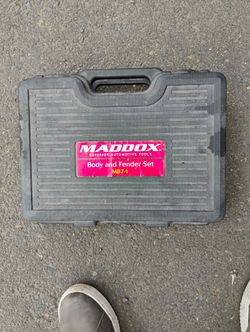 MADDOX
SUPERIOR AUTOMOTIVE TOOLS
Body and Fender Set
MB7-1